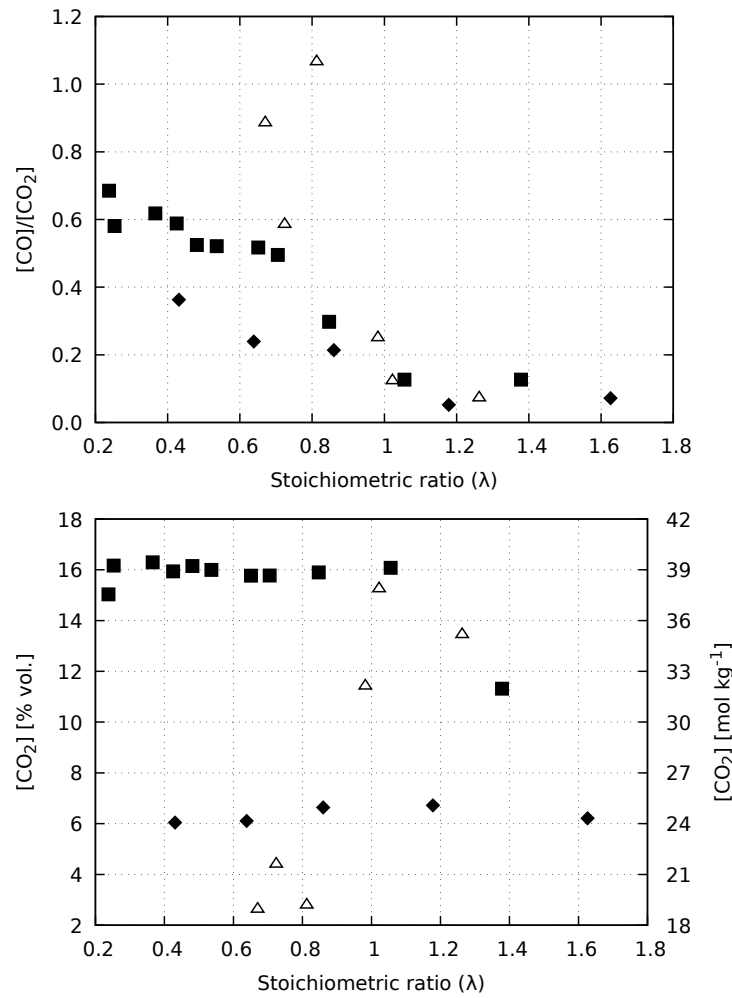 1.2
1.0
0.8
0.6
0.4
0.2
0.0
[CO]/[CO₂]
0.2 0.4 0.6 0.8 1 1.2 1.4 1.6 1.8
Stoichiometric ratio (λ)
18 42
16 39
14 36
12 33
10 30
8 27
6 24
4 21
2 18
[CO₂] [% vol.]
[CO₂] [mol kg⁻¹]
0.2 0.4 0.6 0.8 1 1.2 1.4 1.6 1.8
Stoichiometric ratio (λ)